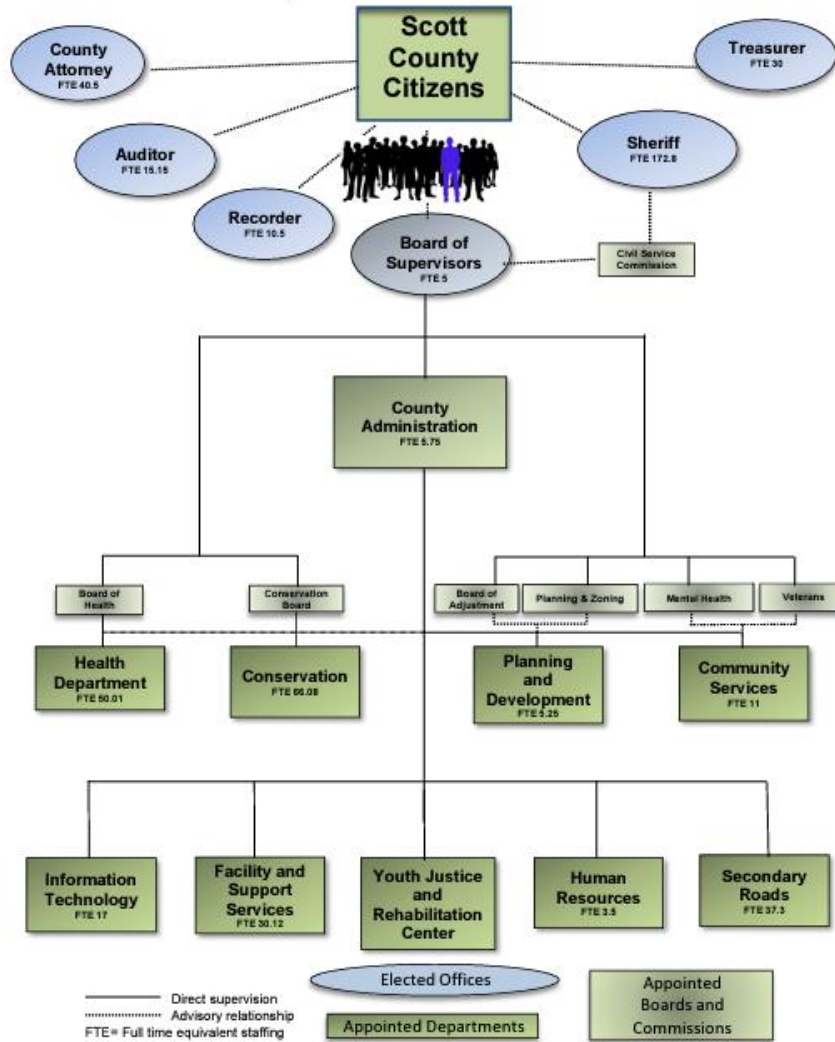 Scott
County
Citizens
County
Attorney
FTE 40.5
Treasurer
FTE 30
Auditor
FTE 15.15
Sheriff
FTE 172.8
Recorder
FTE 10.5
Board of
Supervisors
FTE 5
Civil Service
Commission
County
Administration
FTE 5.75
Board of
Health
Conservation
Board
Board of
Adjustment
Planning & Zoning
Mental Health
Veterans
Health
Department
FTE 50.01
Conservation
FTE 66.08
Planning
and
Development
FTE 5.25
Community
Services
FTE 11
Information
Technology
FTE 17
Facility and
Support
Services
FTE 30.12
Youth Justice
and
Rehabilitation
Center
Human
Resources
FTE 3.5
Secondary
Roads
FTE 37.3
Direct supervision
Advisory relationship
FTE= Full time equivalent staffing
Elected Offices
Appointed Departments
Appointed
Boards and
Commissions